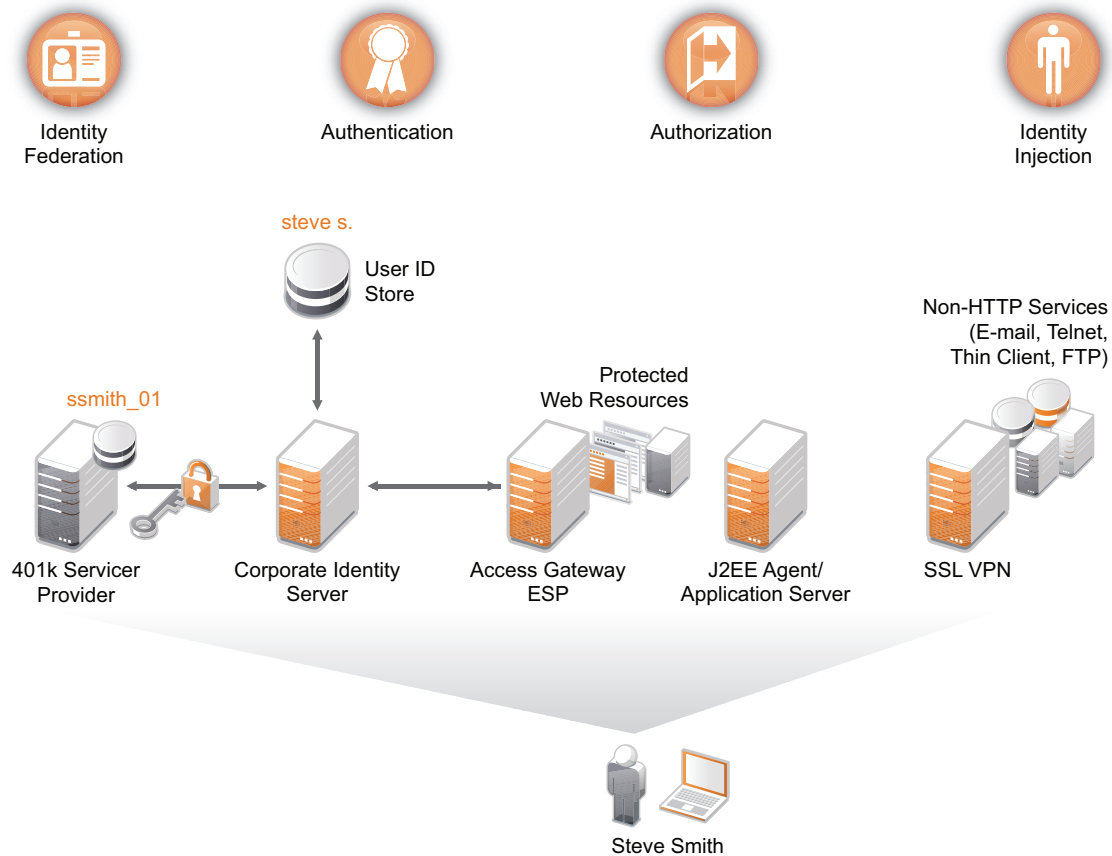 Identity
Federation
Authentication
Authorization
Identity
Injection
steve s.
User ID
Store
Non-HTTP Services
(E-mail, Telnet,
Thin Client, FTP)
Protected
Web Resources
ssmith_01
401k Servicer
Provider
Corporate Identity
Server
Access Gateway
ESP
J2EE Agent/
Application Server
SSL VPN
Steve Smith